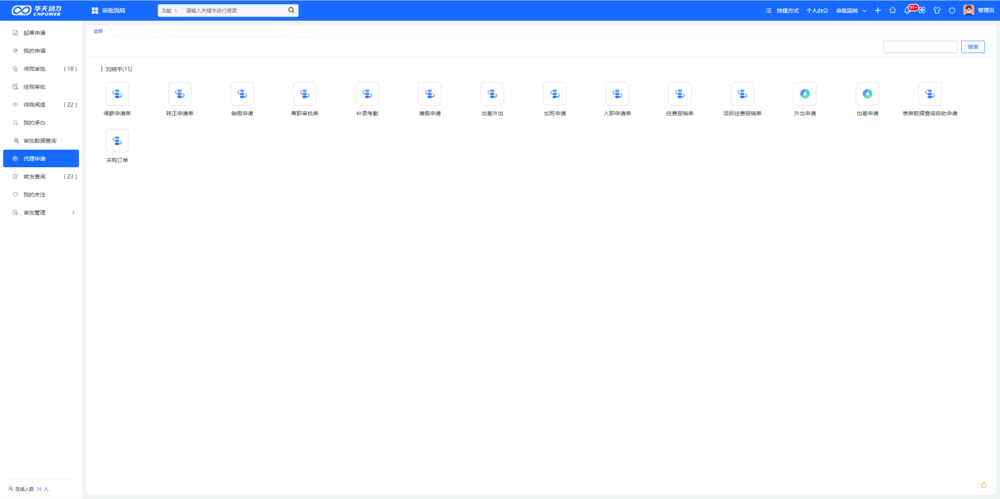 华天动力 CNPOWER
审批流转
功能 请输入关键字进行搜索
快捷方式 个人办公 审批流转 99+ 管理员
起草申请
我的申请
待我审批 (18)
经我审批
待我阅读 (22)
我的承办
审批数据查询
代理申请
转发查阅 (23)
我的关注
审批管理
在线人数 16 人
全部
搜索
刘晓宇(15)
调薪申请单 转正申请单 销假申请 离职审批单 补录考勤 请假申请 出差外出 加班申请 入职申请单 经费报销单 项目经费报销单 外出申请 出差申请 表单数据查询自助申请
采购订单